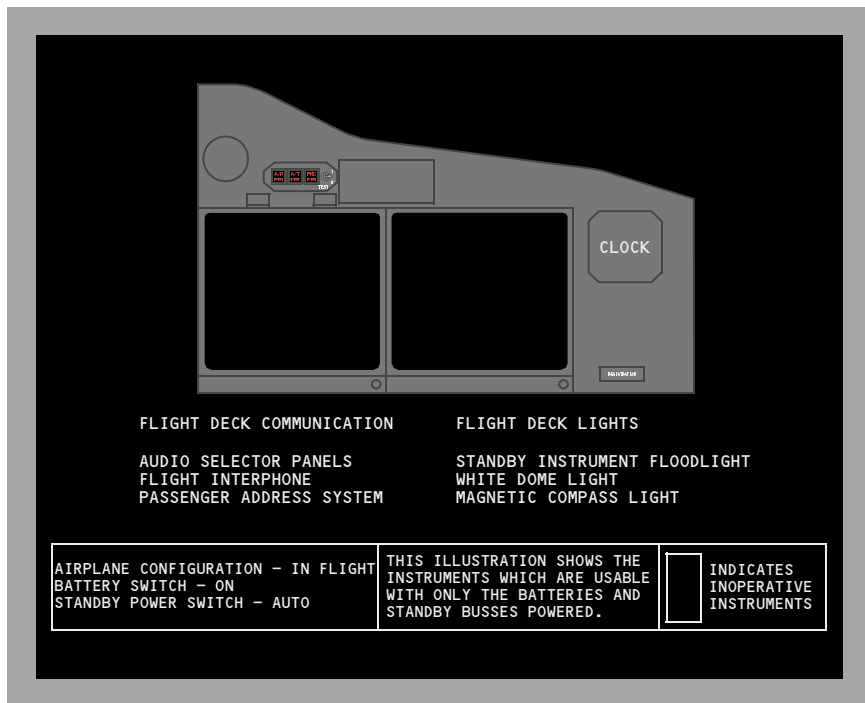 A/P
A/T
FMC
TEST
CLOCK
FLIGHT DECK COMMUNICATION
AUDIO SELECTOR PANELS
FLIGHT INTERPHONE
PASSENGER ADDRESS SYSTEM
FLIGHT DECK LIGHTS
STANDBY INSTRUMENT FLOODLIGHT
WHITE DOME LIGHT
MAGNETIC COMPASS LIGHT
AIRPLANE CONFIGURATION – IN FLIGHT
BATTERY SWITCH – ON
STANDBY POWER SWITCH – AUTO
THIS ILLUSTRATION SHOWS THE
INSTRUMENTS WHICH ARE USABLE
WITH ONLY THE BATTERIES AND
STANDBY BUSSES POWERED.
INDICATES
INOPERATIVE
INSTRUMENTS